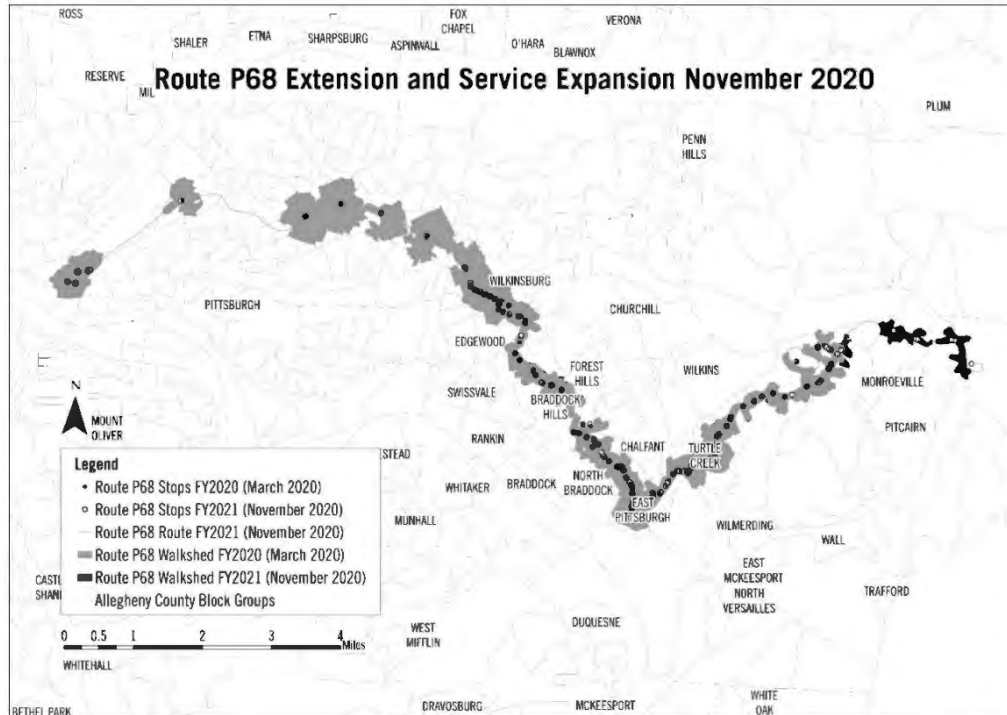 ROSS
FOX
CHAPEL
VERONA
SHALER
ETNA
SHARPSBURG
ASPINWALL
O'HARA
BLAWNOX
RESERVE
MIL
Route P68 Extension and Service Expansion November 2020
PLUM
PENN
HILLS
WILKINSBURG
PITTSBURGH
CHURCHILL
EDGEWOOD
FOREST
HILLS
WILKINS
SWISSVALE
BRADDOCK
HILLS
MONROEVILLE
N
MOUNT
OLIVER
RANKIN
CHALFANT
TURTLE
CREEK
PITCAIRN
ESTEAD
WHITAKER
BRADDOCK
NORTH
BRADDOCK
EAST
PITTSBURGH
MUNHALL
WILMERDING
WALL
Legend
Route P68 Stops FY2020 (March 2020)
Route P68 Stops FY2021 (November 2020)
Route P68 Route FY2021 (November 2020)
Route P68 Walkshed FY2020 (March 2020)
Route P68 Walkshed FY2021 (November 2020)
Allegheny County Block Groups
CASTL
SHAN
EAST
MCKEESPORT
NORTH
VERSAILLES
TRAFFORD
0 0.5 1 2 3 4
Miles
WEST
MIFFLIN
DUQUESNE
WHITEHALL
BETHEL PARK
DRAVOSBURG
MCKEESPORT
WHITE
OAK